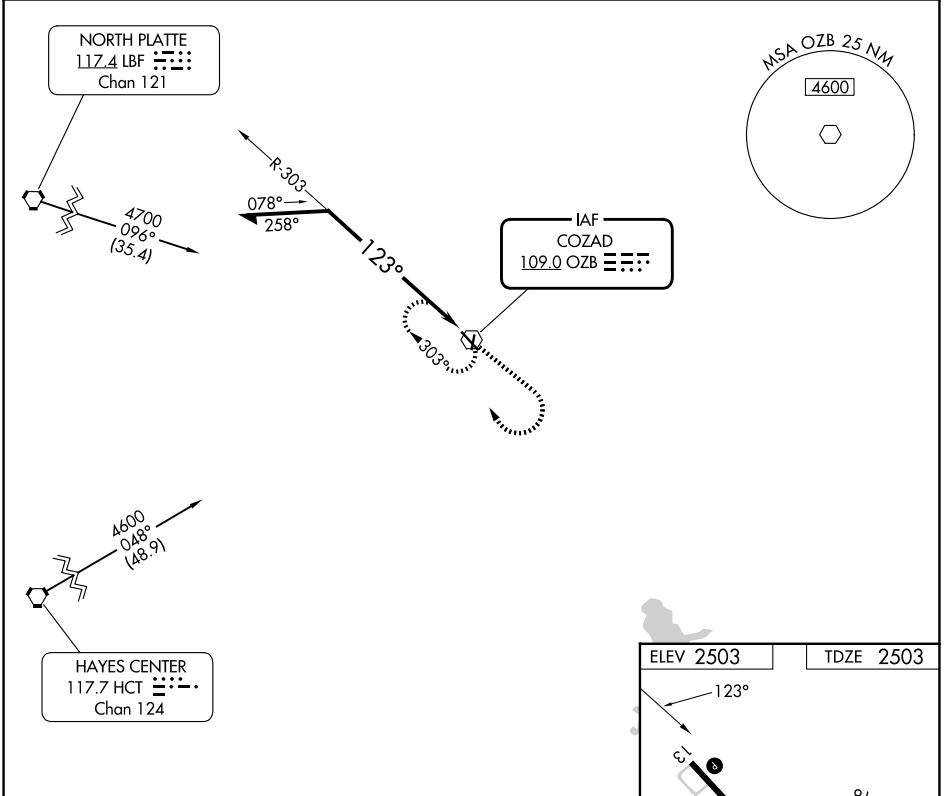 NORTH PLATTE
117.4 LBF
Chan 121
MSA OZB 25 NM
4600
R-303
078°
258°
4700
096°
(35.4)
123°
IAF
COZAD
109.0 OZB
303°
4600
048°
(48.9)
HAYES CENTER
117.7 HCT
Chan 124
ELEV 2503
TDZE 2503
123°
13
P